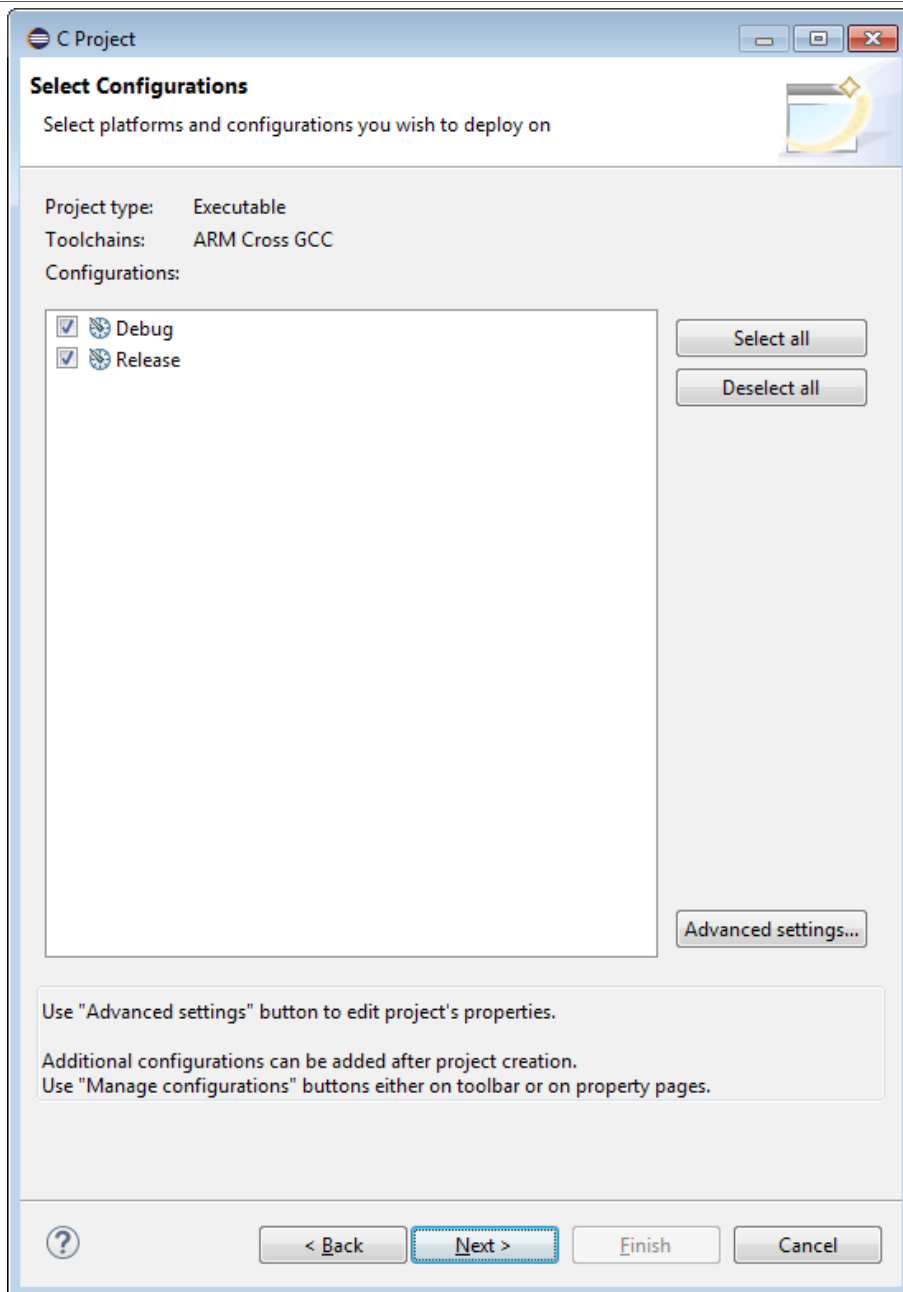 C Project
Select Configurations
Select platforms and configurations you wish to deploy on
Project type: Executable
Toolchains: ARM Cross GCC
Configurations:
Debug
Release
Select all
Deselect all
Advanced settings...
Use "Advanced settings" button to edit project's properties.
Additional configurations can be added after project creation.
Use "Manage configurations" buttons either on toolbar or on property pages.
?
< Back
Next >
Finish
Cancel